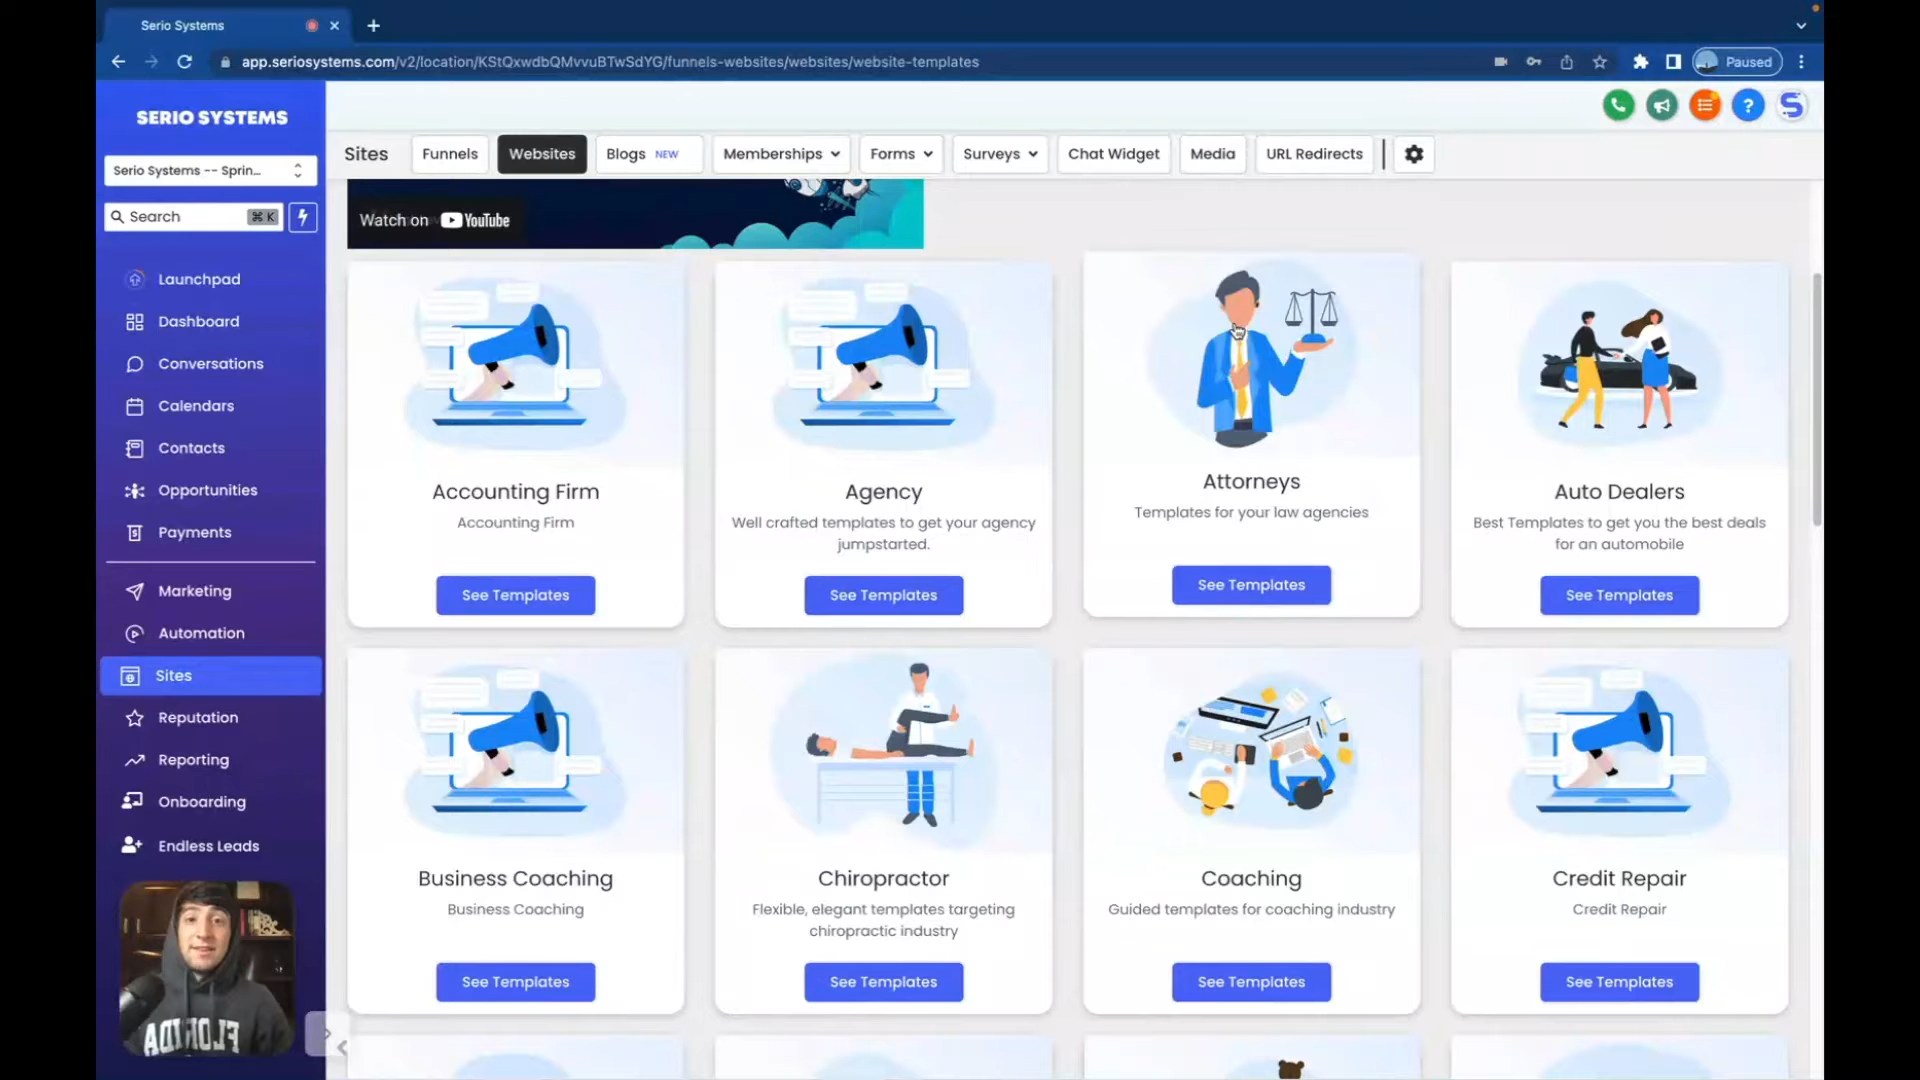 Serio Systems
app.seriosystems.com/v2/location/KStQxwdbQMvvuBTwSdYG/funnels-websites/websites/website-templates
Paused
SERIO SYSTEMS
Serio Systems -- Sprin...
Search
⌘ K
Launchpad
Dashboard
Conversations
Calendars
Contacts
Opportunities
Payments
Marketing
Automation
Sites
Reputation
Reporting
Onboarding
Endless Leads
FLORIDA
?
Sites
Funnels
Websites
Blogs NEW
Memberships
Forms
Surveys
Chat Widget
Media
URL Redirects
Watch on YouTube
Accounting Firm
Accounting Firm
See Templates
Agency
Well crafted templates to get your agency
jumpstarted.
See Templates
Attorneys
Templates for your law agencies
See Templates
Auto Dealers
Best Templates to get you the best deals
for an automobile
See Templates
Business Coaching
Business Coaching
See Templates
Chiropractor
Flexible, elegant templates targeting
chiropractic industry
See Templates
Coaching
Guided templates for coaching industry
See Templates
Credit Repair
Credit Repair
See Templates